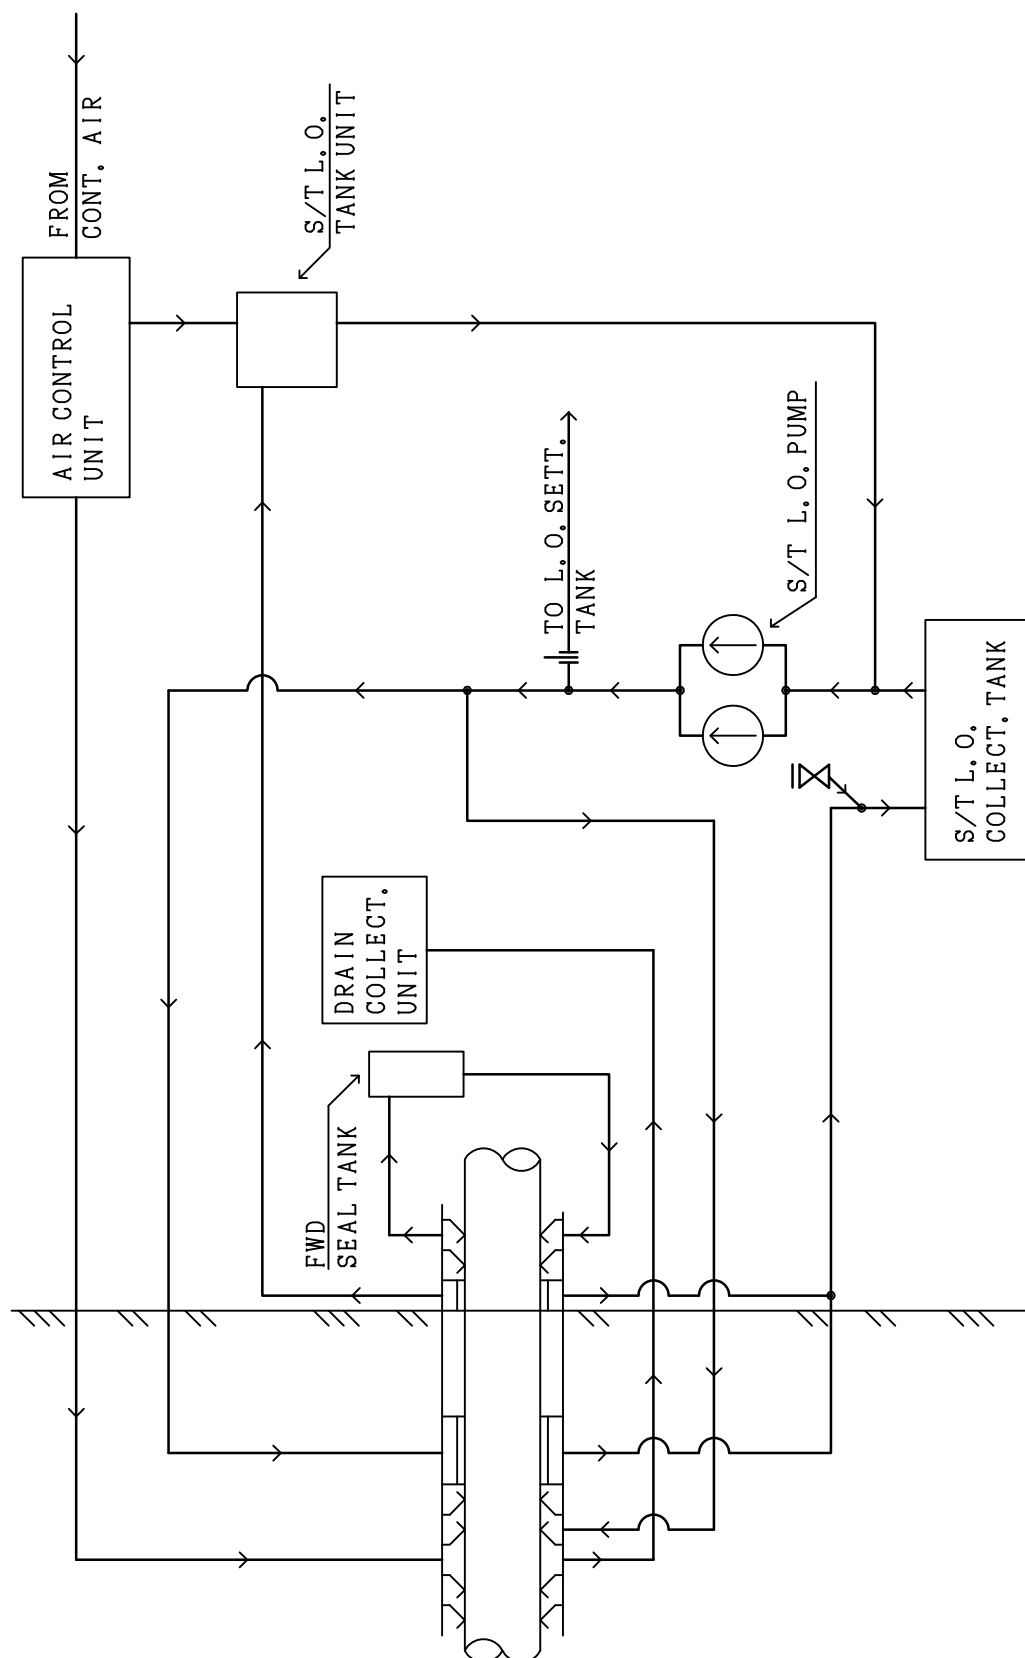 FROM
CONT. AIR
AIR CONTROL
UNIT
S/T L.O.
TANK UNIT
TO L.O. SETT.
TANK
S/T L.O. PUMP
S/T L.O.
COLLECT. TANK
DRAIN
COLLECT.
UNIT
FWD
SEAL TANK